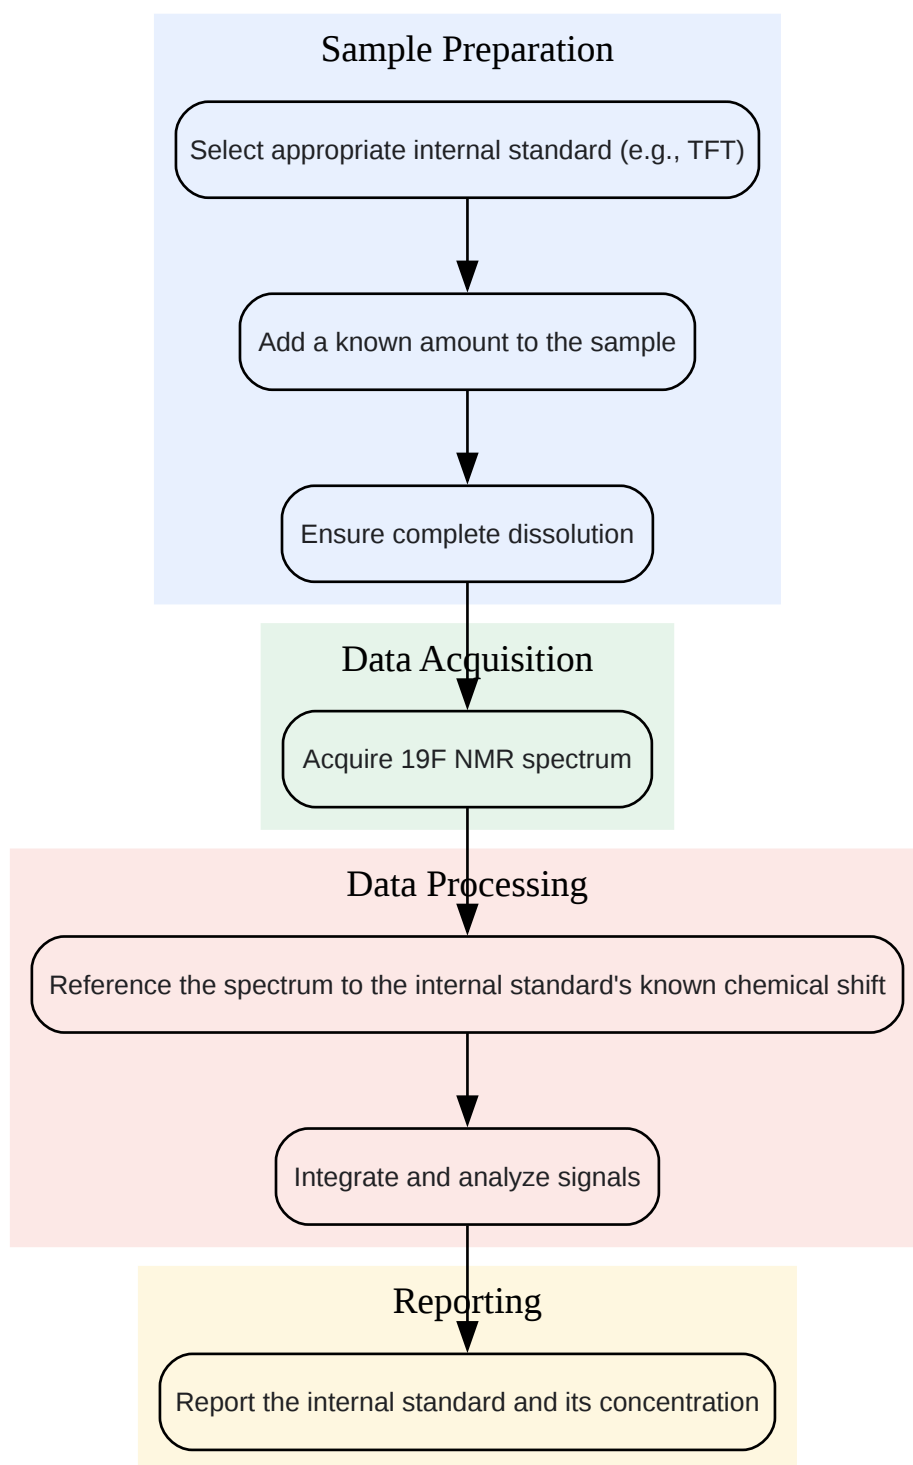 Sample Preparation
Select appropriate internal standard (e.g., TFT)
Add a known amount to the sample
Ensure complete dissolution
Data Acquisition
Acquire 19F NMR spectrum
Data Processing
Reference the spectrum to the internal standard's known chemical shift
Integrate and analyze signals
Reporting
Report the internal standard and its concentration